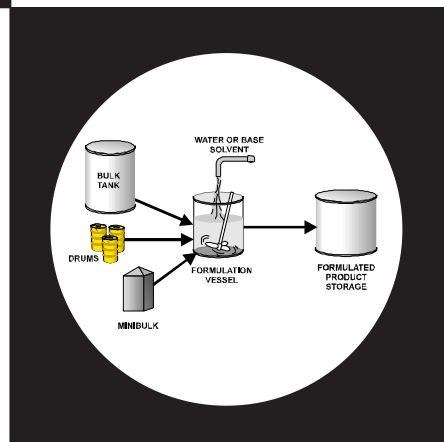 WATER OR BASE
SOLVENT
BULK
TANK
DRUMS
MINIBULK
FORMULATION
VESSEL
FORMULATED
PRODUCT
STORAGE